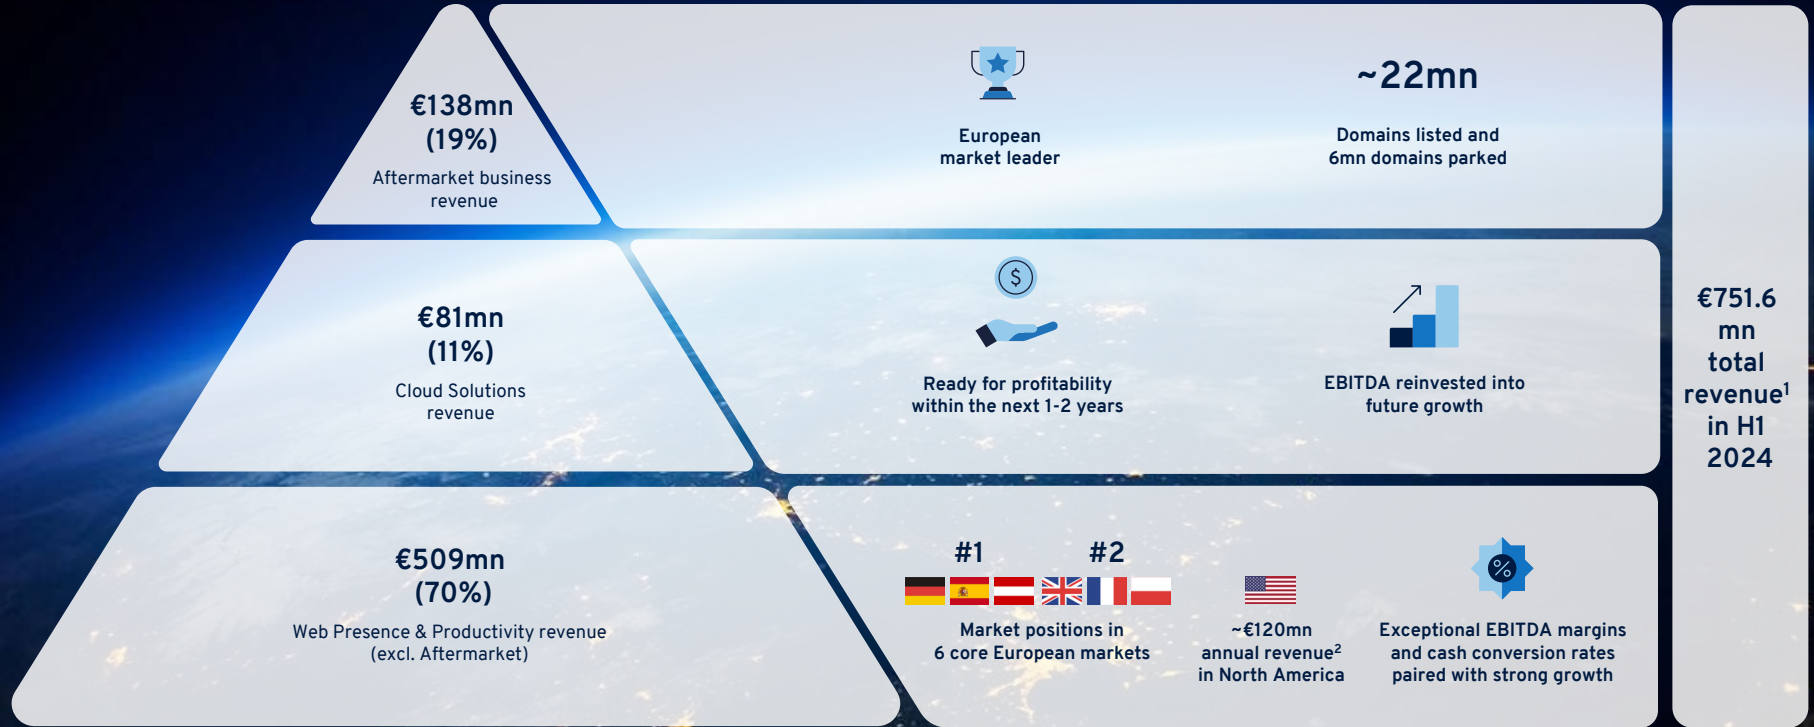 €138mn
(19%)
Aftermarket business
revenue
European
market leader
~22mn
Domains listed and
6mn domains parked
€81mn
(11%)
Cloud Solutions
revenue
$
Ready for profitability
within the next 1-2 years
EBITDA reinvested into
future growth
€509mn
(70%)
Web Presence & Productivity revenue
(excl. Aftermarket)
#1
#2
Market positions in
6 core European markets
~€120mn
annual revenue²
in North America
%
Exceptional EBITDA margins
and cash conversion rates
paired with strong growth
€751.6
mn
total
revenue¹
in H1
2024